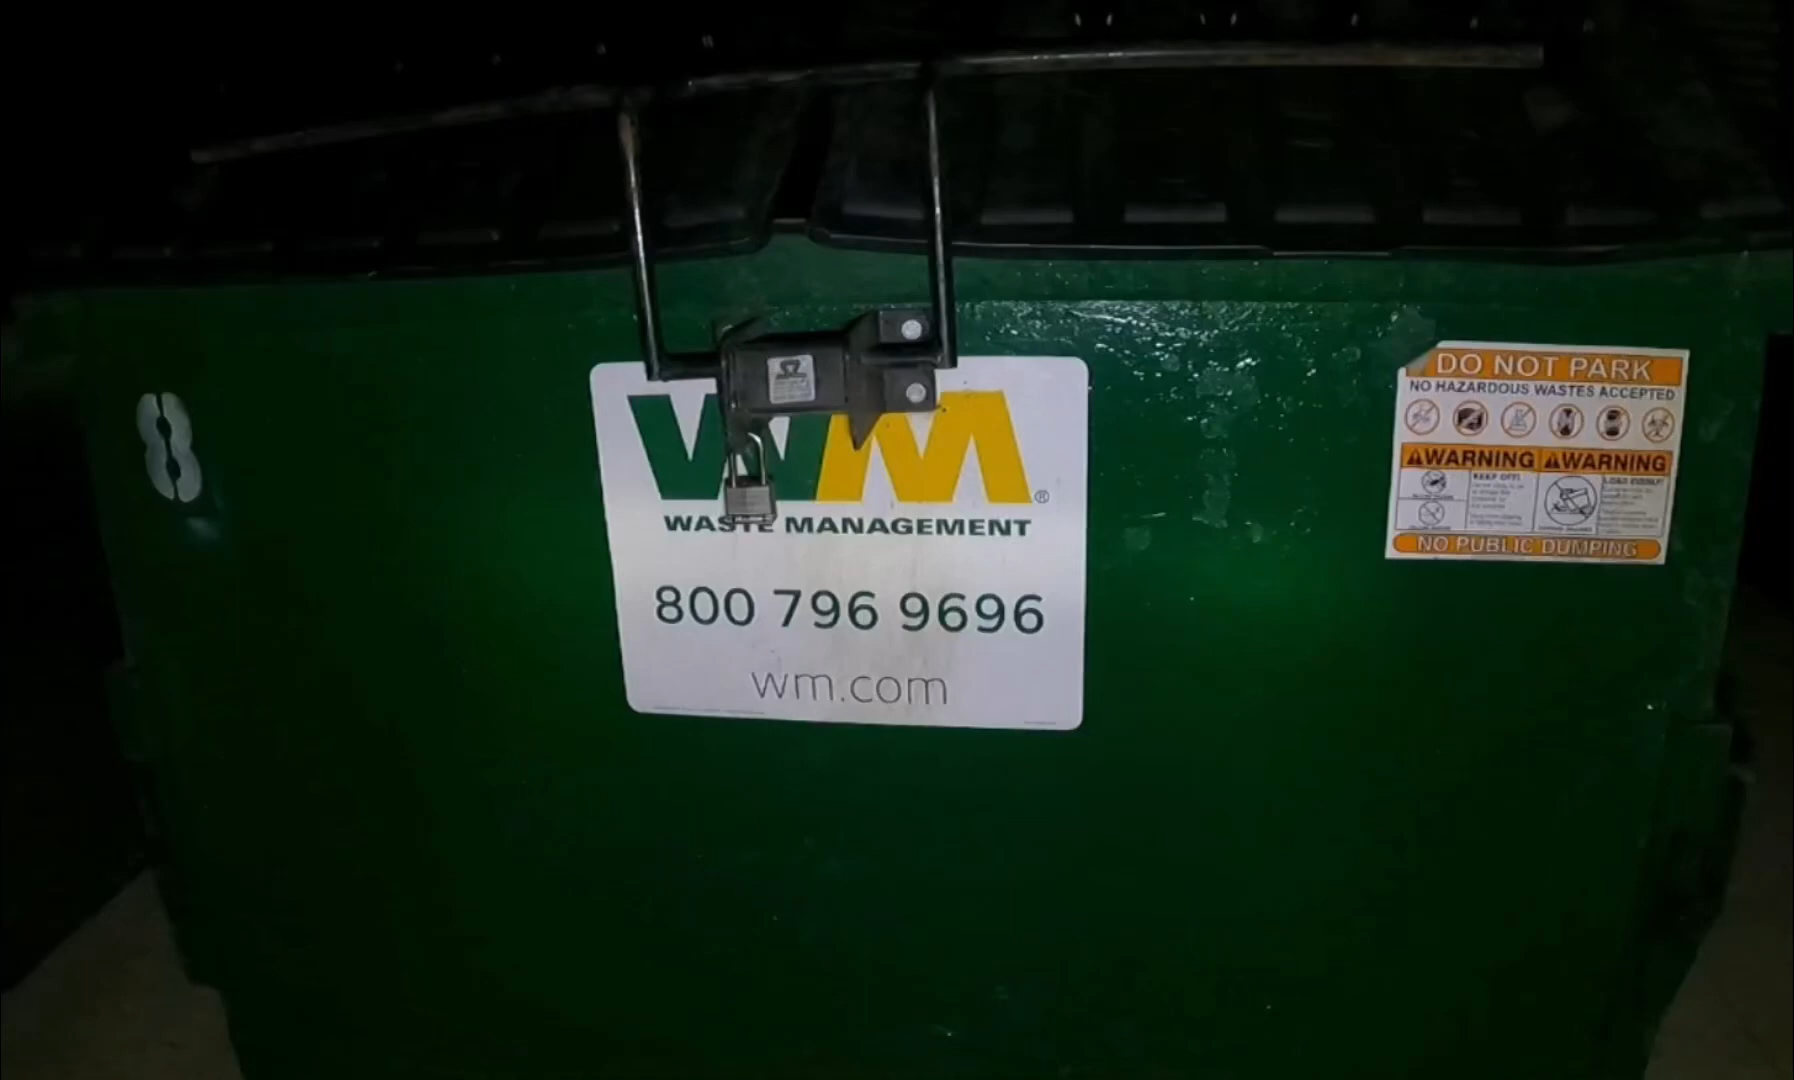 8
WM®
WASTE MANAGEMENT
800 796 9696
wm.com
DO NOT PARK
NO HAZARDOUS WASTES ACCEPTED
WARNING WARNING
KEEP OFF!
NO PUBLIC DUMPING